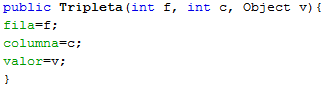 public Tripleta(int f, int c, Object v){
fila=f;
columna=c;
valor=v;
}